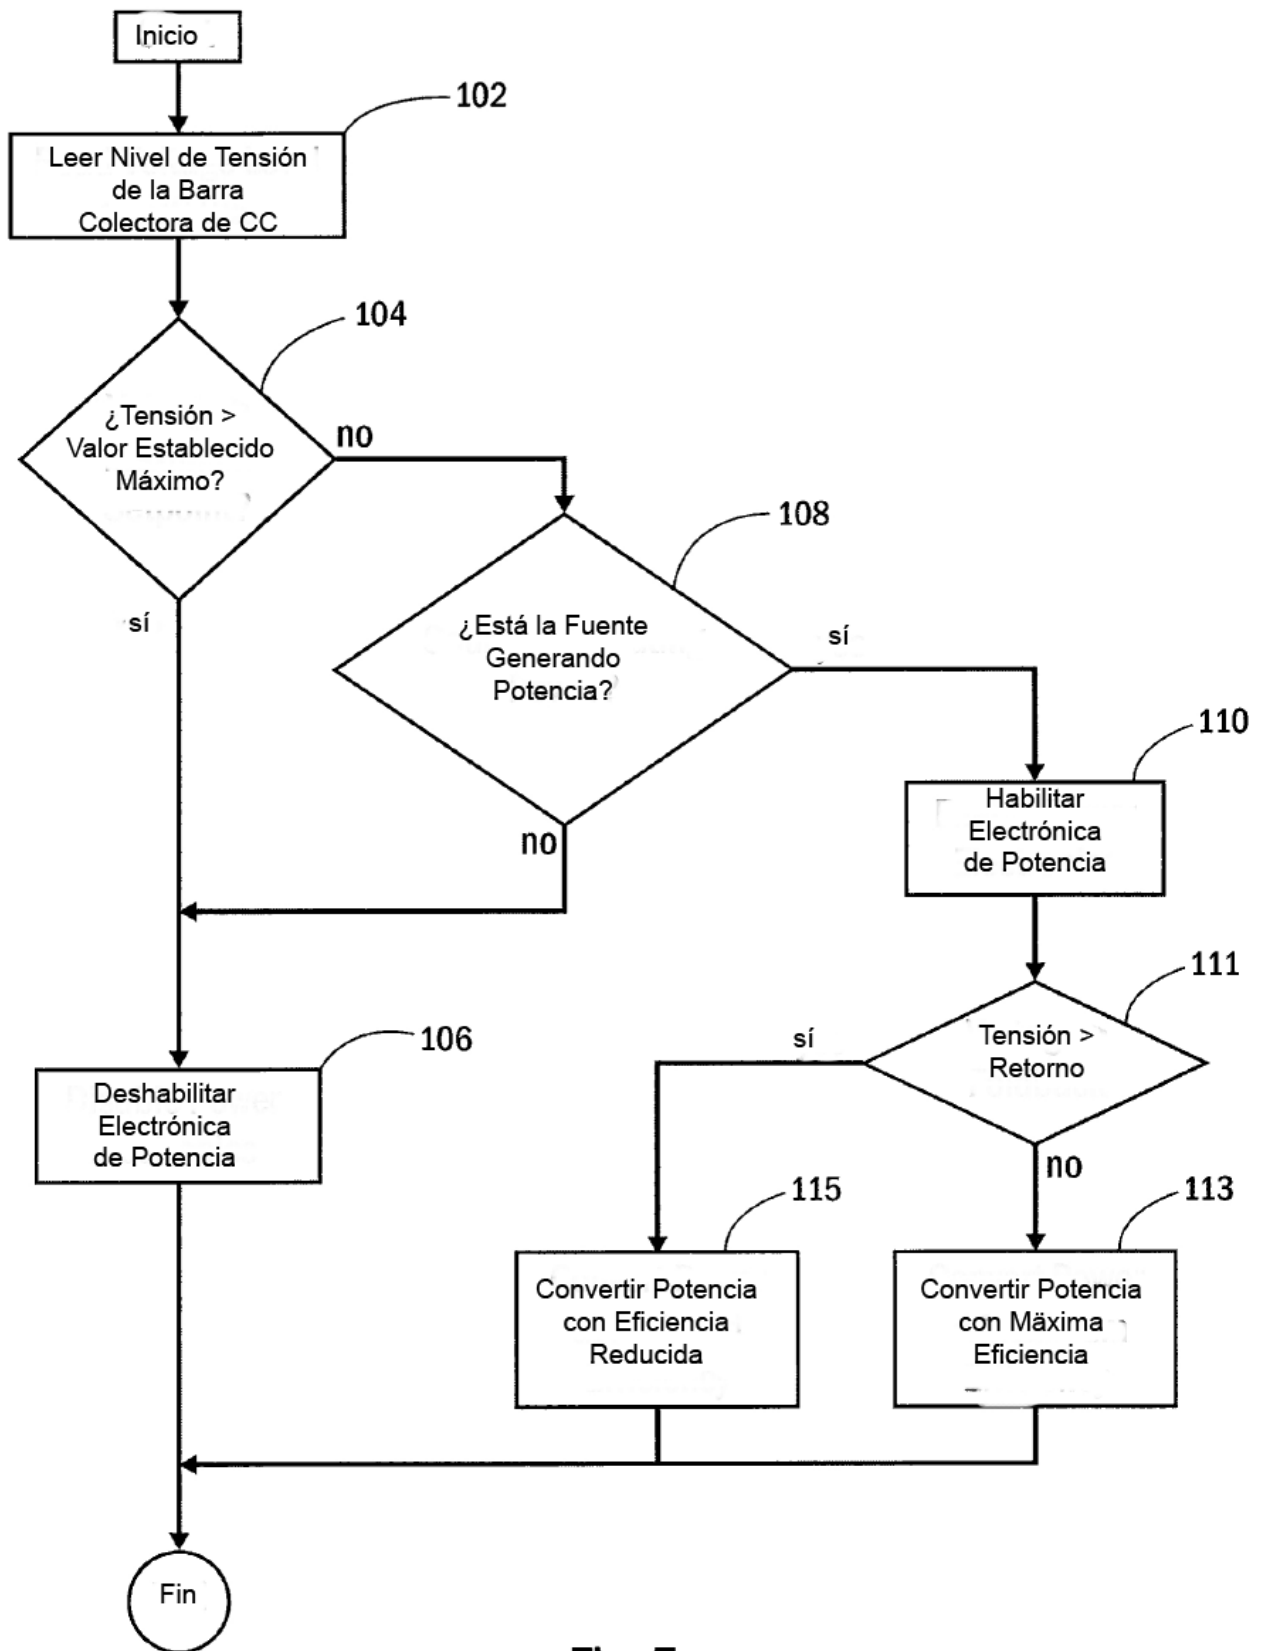 Inicio
102
Leer Nivel de Tensión
de la Barra
Colectora de CC
104
¿Tensión >
Valor Establecido
Máximo?
no
sí
108
¿Está la Fuente
Generando
Potencia?
sí
no
110
Habilitar
Electrónica
de Potencia
111
Tensión >
Retorno
sí
no
106
Deshabilitar
Electrónica
de Potencia
115
Convertir Potencia
con Eficiencia
Reducida
113
Convertir Potencia
con Mäxima
Eficiencia
Fin